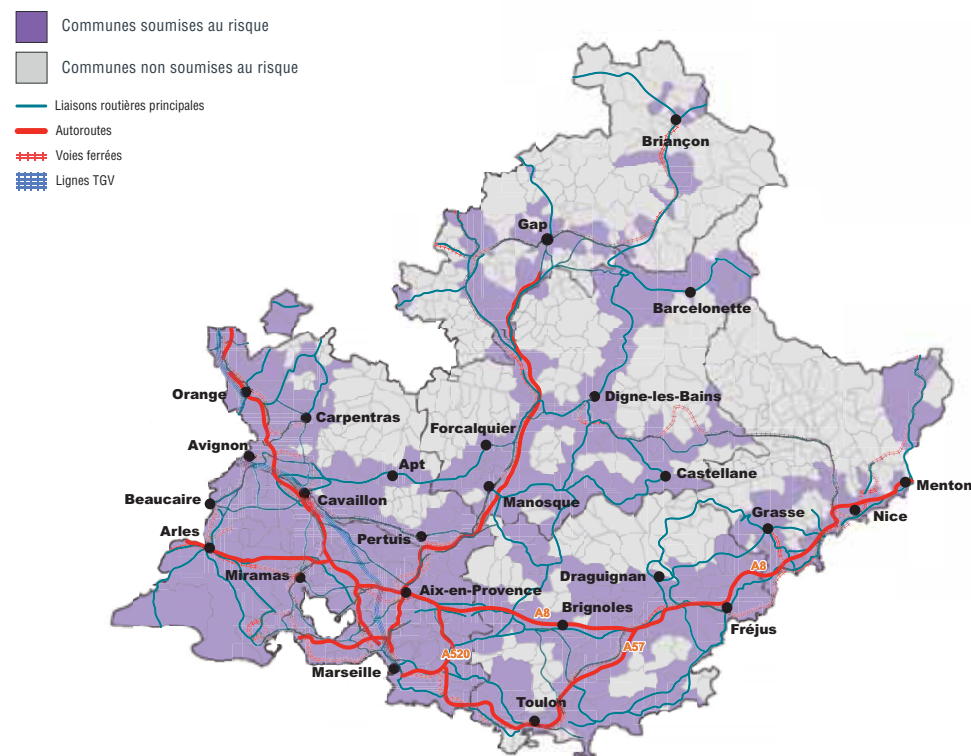 Communes soumises au risque
Communes non soumises au risque
Liaisons routières principales
Autoroutes
Voies ferrées
Lignes TGV
Briançon
Gap
Barcelonette
Orange
Carpentras
Digne-les-Bains
Forcalquier
Avignon
Apt
Castellane
Menton
Beaucaire
Cavaillon
Manosque
Grasse
Nice
Arles
Pertuis
A8
Miramas
Draguignan
Aix-en-Provence
A8
Brignoles
Fréjus
A520
A57
Marseille
Toulon